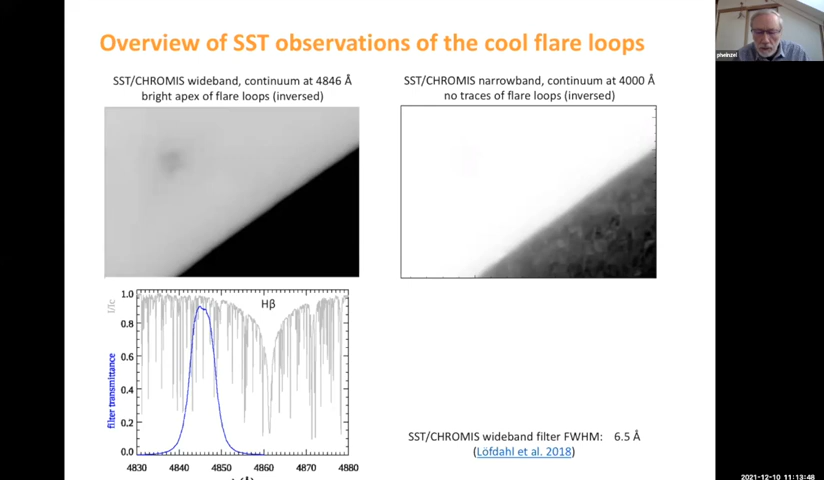 Overview of SST observations of the cool flare loops
pheinzel
SST/CHROMIS wideband, continuum at 4846 Å
bright apex of flare loops (inversed)
SST/CHROMIS narrowband, continuum at 4000 Å
no traces of flare loops (inversed)
I/Ic
filter transmittance
1.0
0.8
0.6
0.4
0.2
0.0
Hβ
4830 4840 4850 4860 4870 4880
SST/CHROMIS wideband filter FWHM: 6.5 Å
(Löfdahl et al. 2018)
2021-12-10 11:13:48